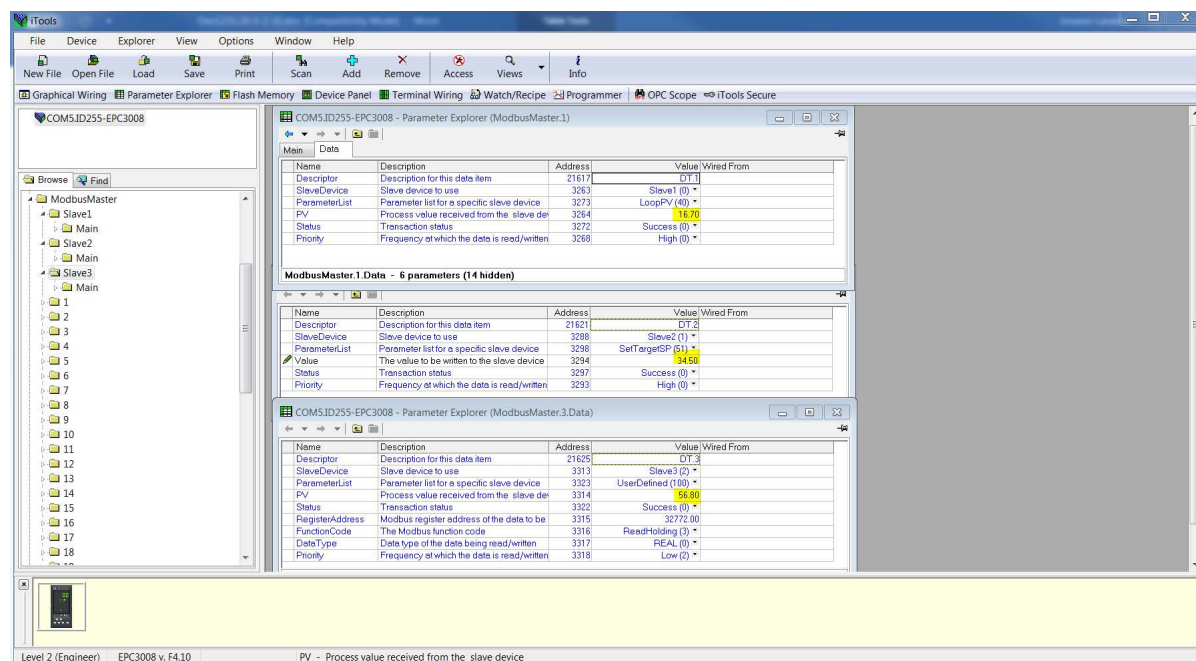 iTools
File Device Explorer View Options Window Help
New File Open File Load Save Print Scan Add Remove Access Views Info
Graphical Wiring Parameter Explorer Flash Memory Device Panel Terminal Wiring Watch/Recipe Programmer OPC Scope iTools Secure
COM5.ID255-EPC3008
Browse Find
ModbusMaster
Slave1
Main
Slave2
Main
Slave3
Main
1
2
3
4
5
6
7
8
9
10
11
12
13
14
15
16
17
18
COM5.ID255-EPC3008 - Parameter Explorer (ModbusMaster.1)
Main Data
Name Description Address Value Wired From
Descriptor Description for this data item 21617 DT.1
SlaveDevice Slave device to use 3263 Slave1 (0)
ParameterList Parameter list for a specific slave device 3273 LoopPV (40)
PV Process value received from the slave de 3264 16.70
Status Transaction status 3272 Success (0)
Priority Frequency at which the data is read/written 3268 High (0)
ModbusMaster.1.Data - 6 parameters (14 hidden)
Name Description Address Value Wired From
Descriptor Description for this data item 21621 DT.2
SlaveDevice Slave device to use 3288 Slave2 (1)
ParameterList Parameter list for a specific slave device 3298 SetTargetSP (51)
Value The value to be written to the slave device 3294 34.50
Status Transaction status 3297 Success (0)
Priority Frequency at which the data is read/written 3293 High (0)
COM5.ID255-EPC3008 - Parameter Explorer (ModbusMaster.3.Data)
Name Description Address Value Wired From
Descriptor Description for this data item 21625 DT.3
SlaveDevice Slave device to use 3313 Slave3 (2)
ParameterList Parameter list for a specific slave device 3323 UserDefined (100)
PV Process value received from the slave de 3314 56.80
Status Transaction status 3322 Success (0)
RegisterAddress Modbus register address of the data to be 3315 32772.00
FunctionCode The Modbus function code 3316 ReadHolding (3)
DataType Data type of the data being read/written 3317 REAL (0)
Priority Frequency at which the data is read/written 3318 Low (2)
Level 2 (Engineer) EPC3008 v. F4.10 PV - Process value received from the slave device